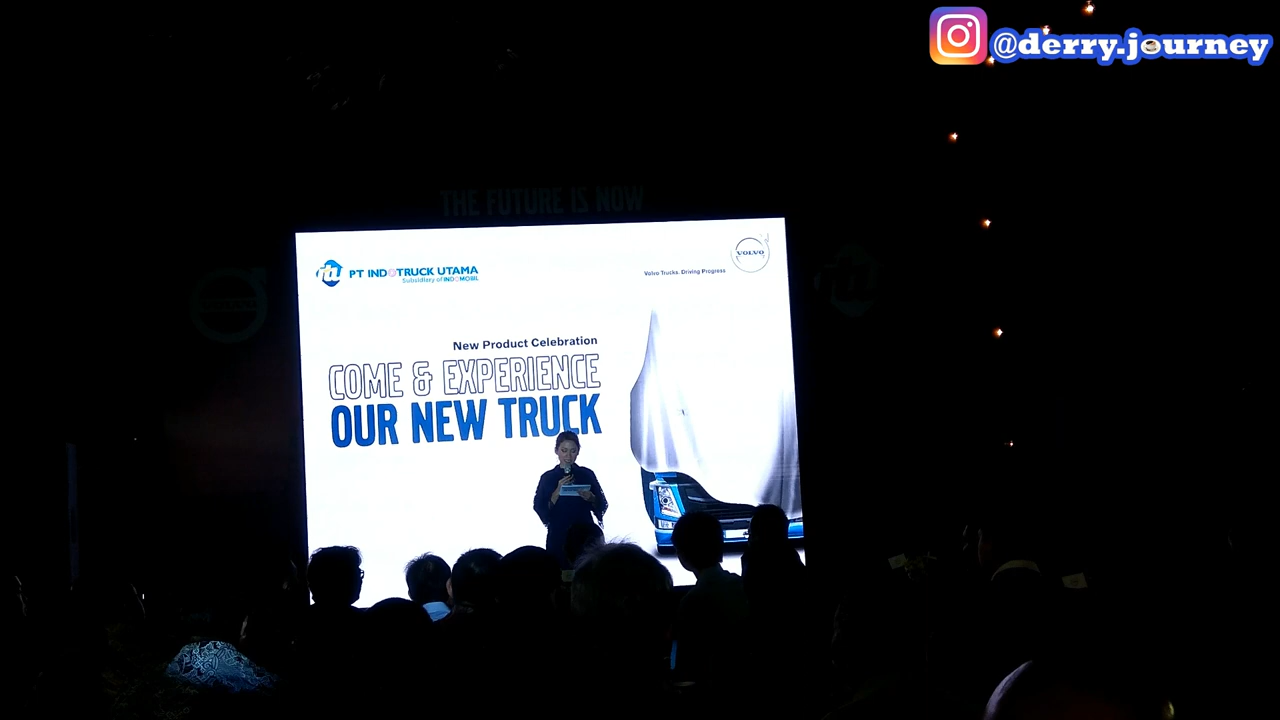 @derry.journey
THE FUTURE IS NOW
PT INDOTRUCK UTAMA
Subsidiary of INDOMOBIL
Volvo Trucks. Driving Progress
VOLVO
New Product Celebration
COME & EXPERIENCE
OUR NEW TRUCK